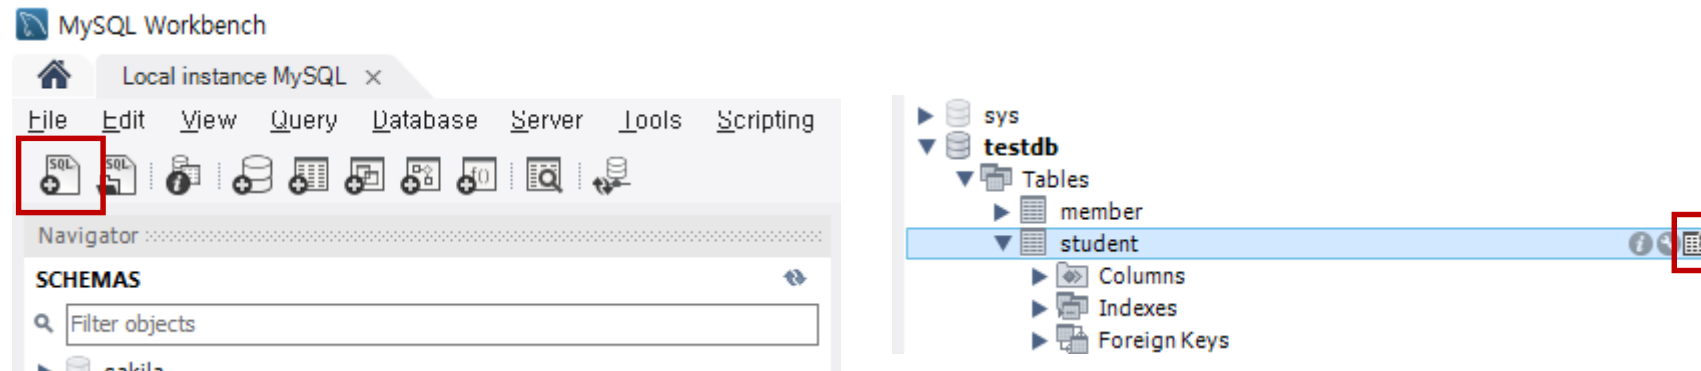 MySQL Workbench
Local instance MySQL ×
File Edit View Query Database Server Tools Scripting
SQL SQL
Navigator
SCHEMAS
Filter objects
sakila
sys
testdb
Tables
member
student
Columns
Indexes
Foreign Keys